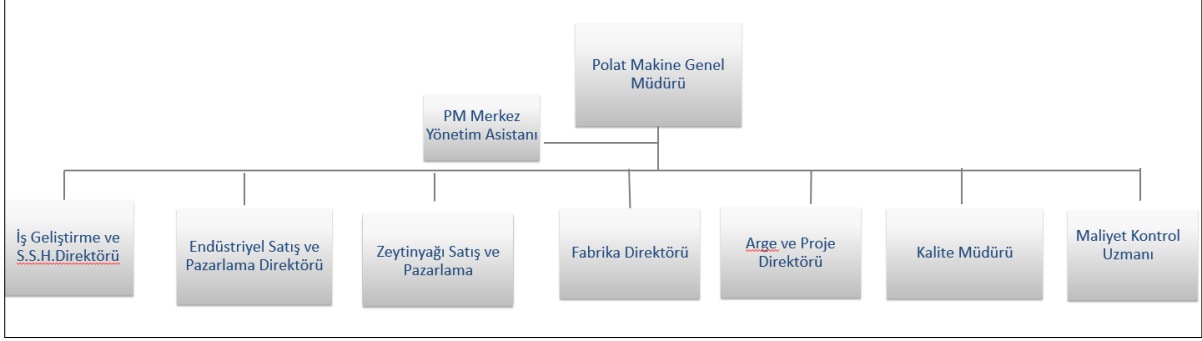 Polat Makine Genel
Müdürü
PM Merkez
Yönetim Asistanı
İş Geliştirme ve
S.S.H.Direktörü
Endüstriyel Satış ve
Pazarlama Direktörü
Zeytinyağı Satış ve
Pazarlama
Fabrika Direktörü
Arge ve Proje
Direktörü
Kalite Müdürü
Maliyet Kontrol
Uzmanı